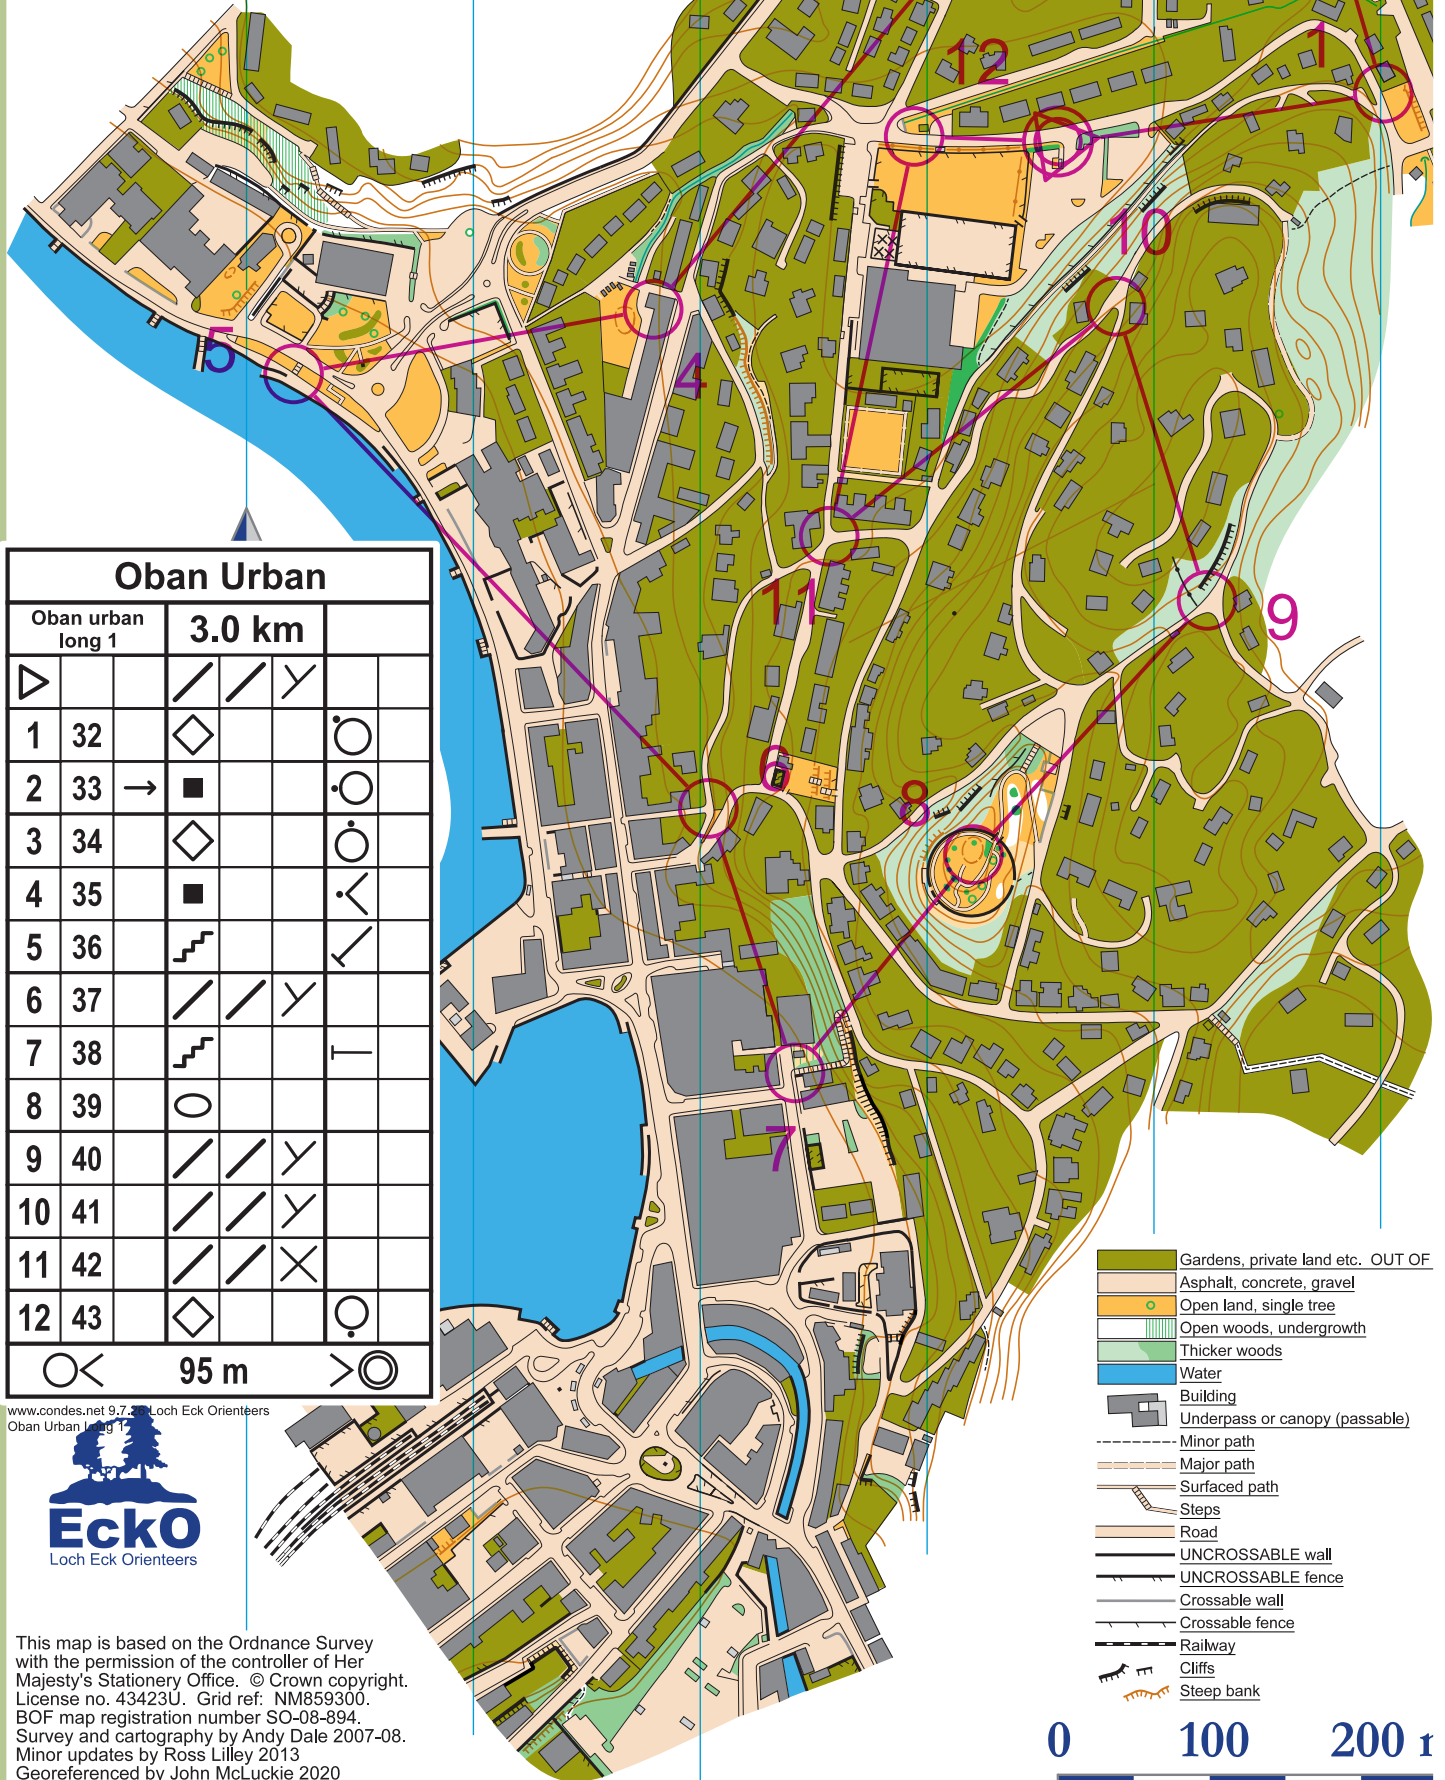 12
1
10
5
4
11
9
6
8
7
Oban Urban
Oban urban
long 1
3.0 km
1 32
2 33
3 34
4 35
5 36
6 37
7 38
8 39
9 40
10 41
11 42
12 43
95 m
www.condes.net 9.7.26 Loch Eck Orienteers
Oban Urban Long 1
EckO
Loch Eck Orienteers
This map is based on the Ordnance Survey
with the permission of the controller of Her
Majesty's Stationery Office. © Crown copyright.
License no. 43423U. Grid ref: NM859300.
BOF map registration number SO-08-894.
Survey and cartography by Andy Dale 2007-08.
Minor updates by Ross Lilley 2013
Georeferenced by John McLuckie 2020
Gardens, private land etc. OUT OF
Asphalt, concrete, gravel
Open land, single tree
Open woods, undergrowth
Thicker woods
Water
Building
Underpass or canopy (passable)
Minor path
Major path
Surfaced path
Steps
Road
UNCROSSABLE wall
UNCROSSABLE fence
Crossable wall
Crossable fence
Railway
Cliffs
Steep bank
0 100 200